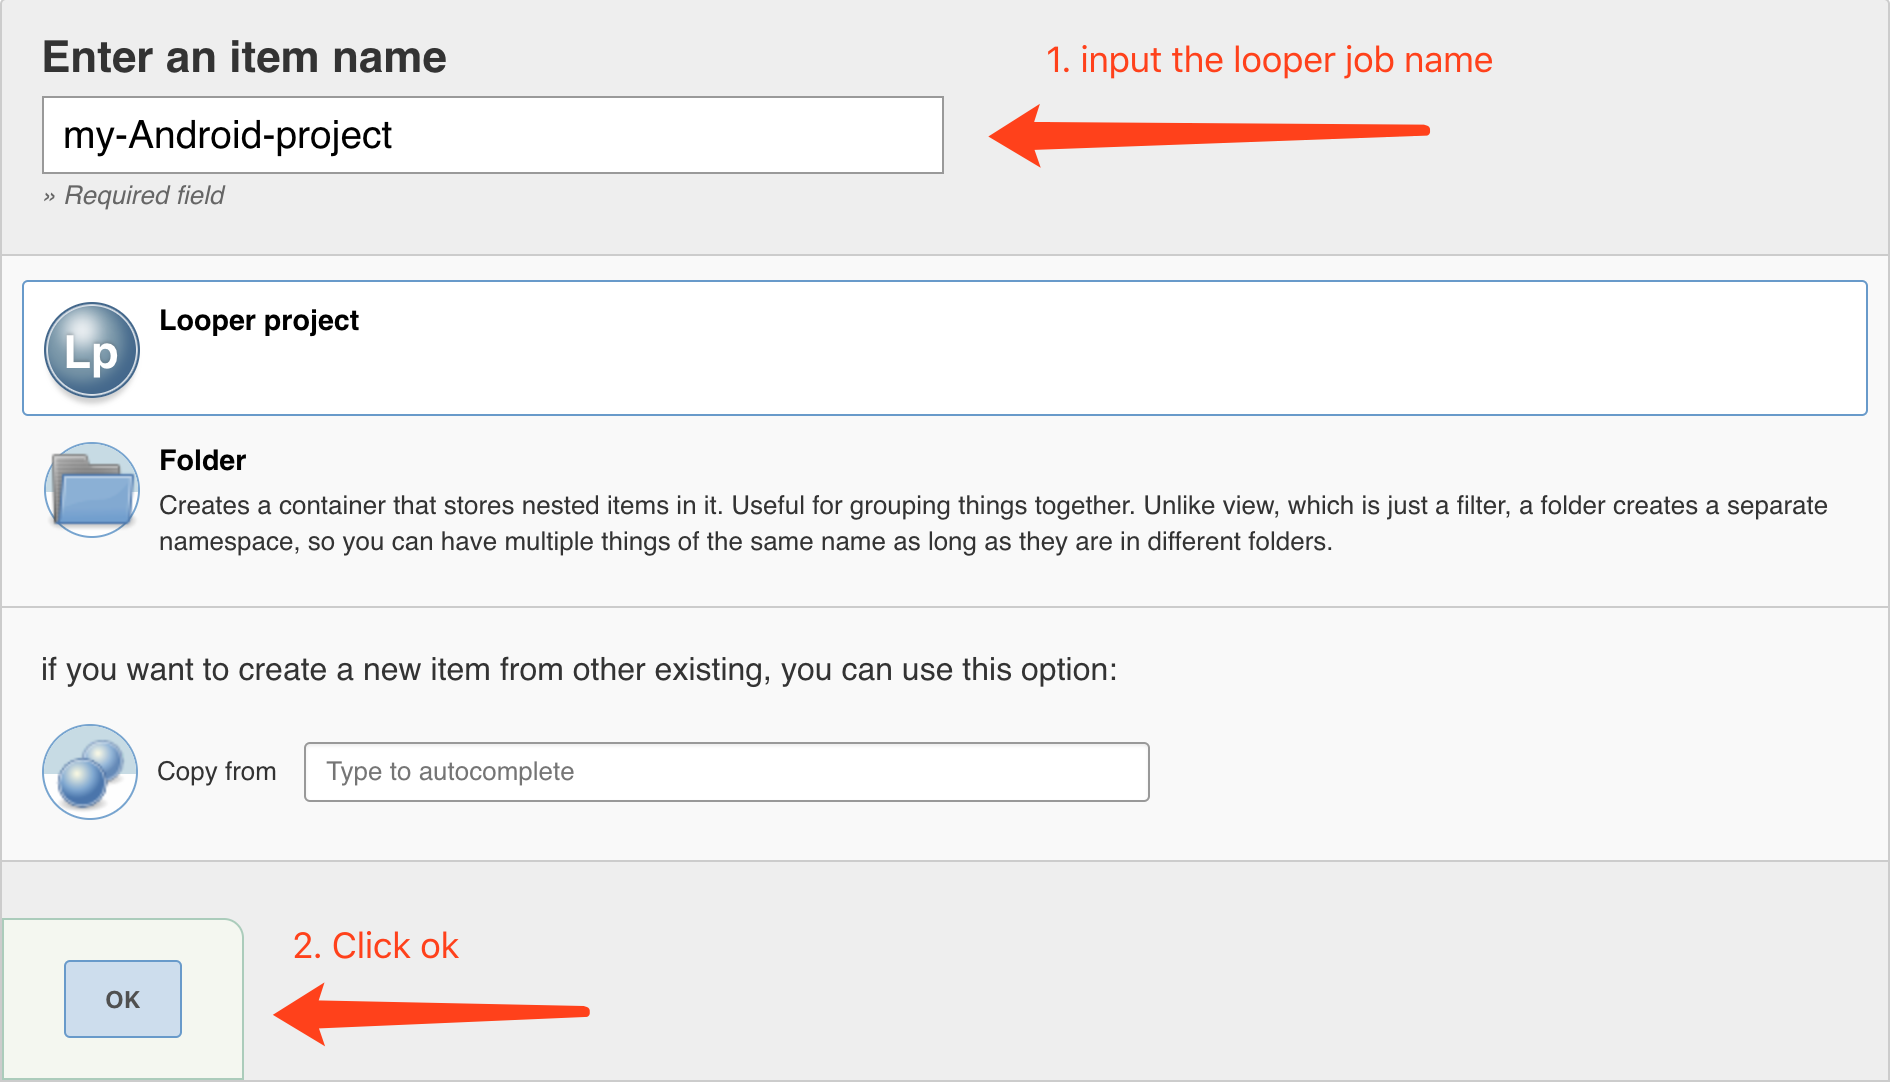 Enter an item name
1. input the looper job name
my-Android-project
» Required field
Lp
Looper project
Folder
Creates a container that stores nested items in it. Useful for grouping things together. Unlike view, which is just a filter, a folder creates a separate
namespace, so you can have multiple things of the same name as long as they are in different folders.
if you want to create a new item from other existing, you can use this option:
Copy from
Type to autocomplete
2. Click ok
OK